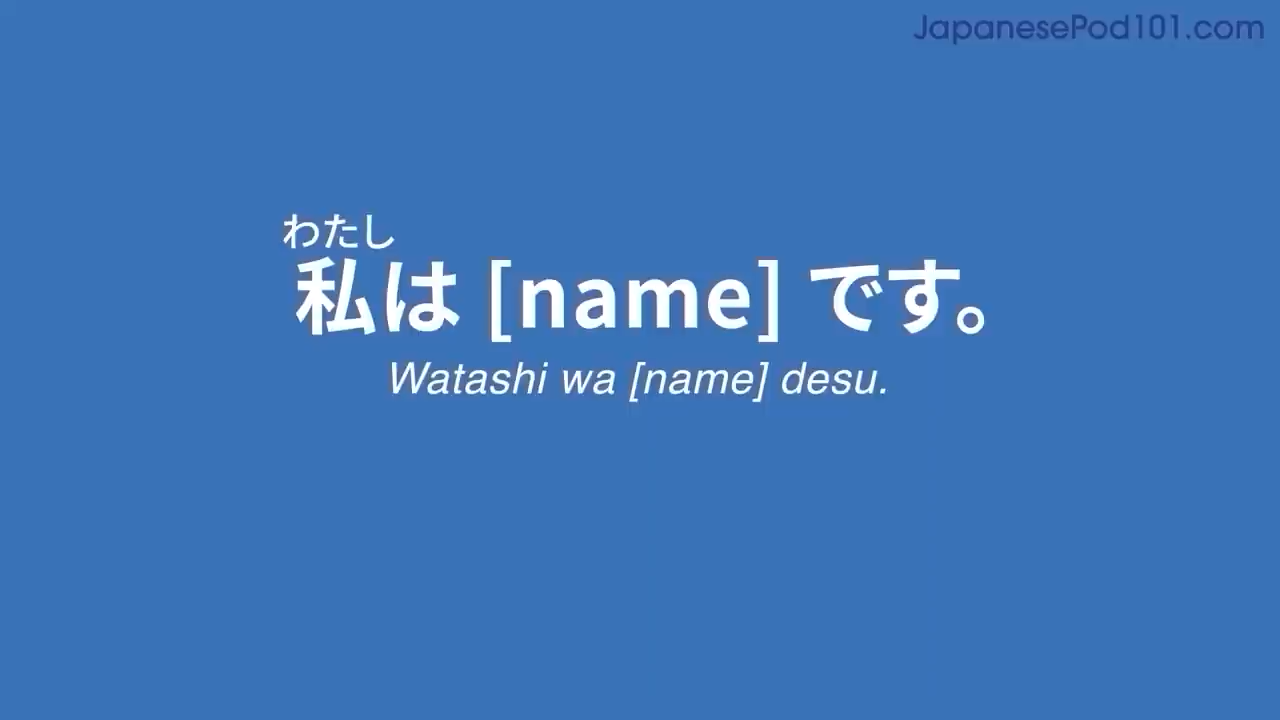 JapanesePod101.com
わたし
私は [name] です。
Watashi wa [name] desu.